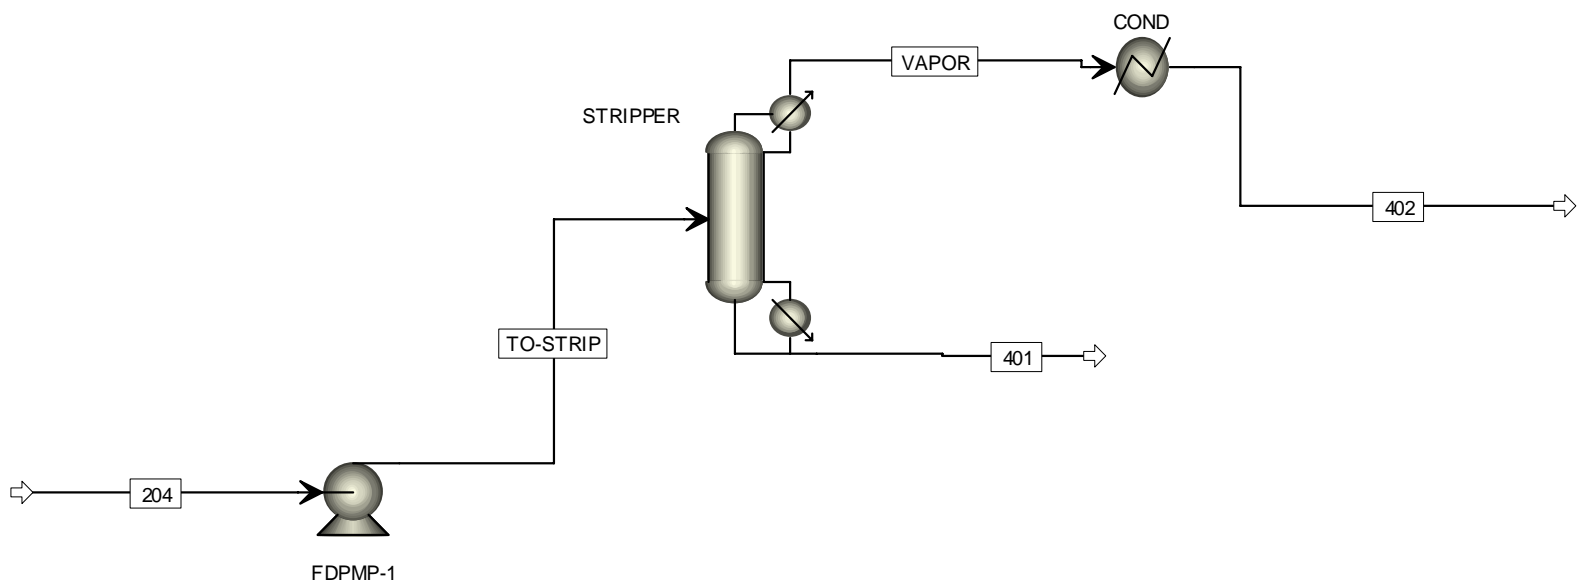 COND
VAPOR
STRIPPER
402
TO-STRIP
401
204
FDPMP-1